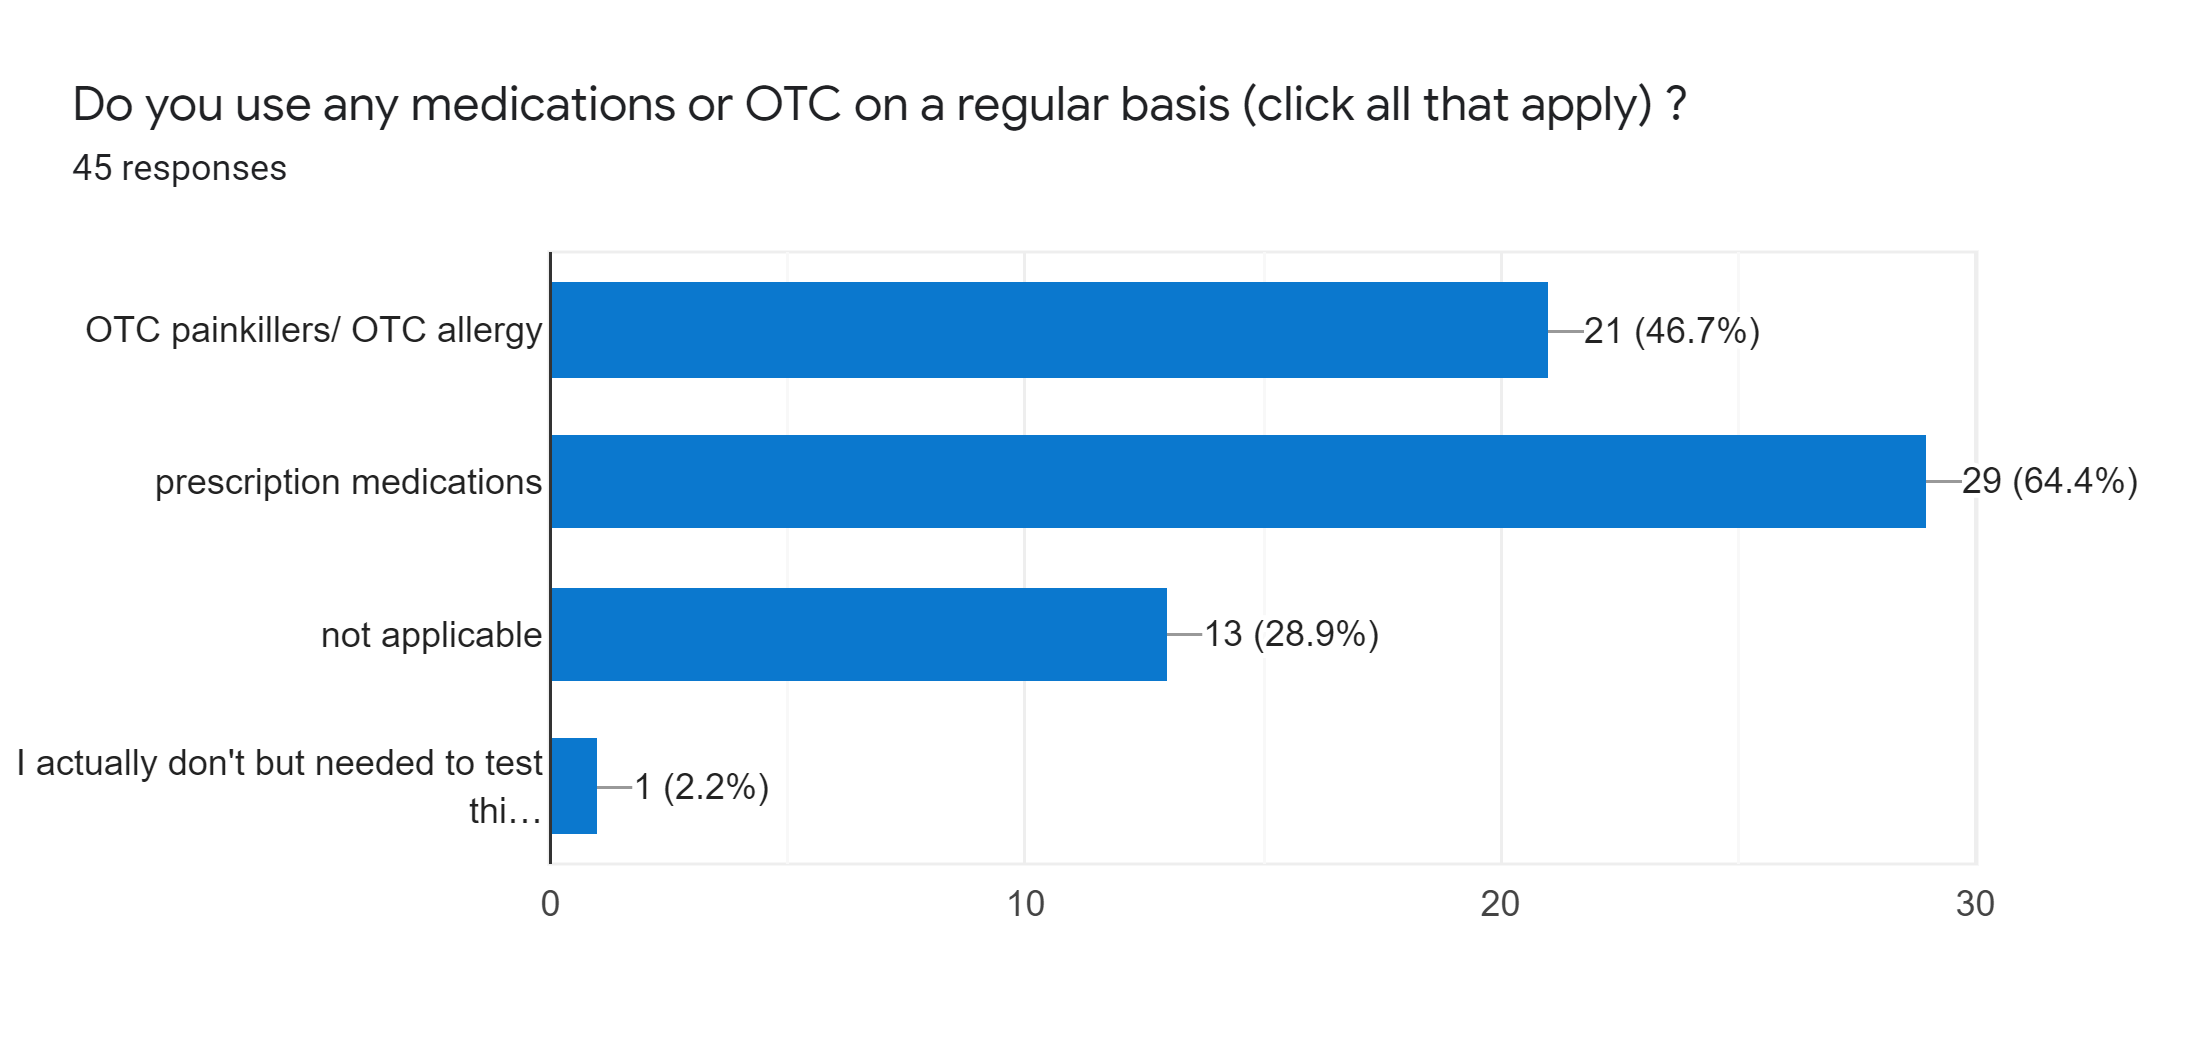 Do you use any medications or OTC on a regular basis (click all that apply) ?
45 responses
OTC painkillers/ OTC allergy
21 (46.7%)
prescription medications
29 (64.4%)
not applicable
13 (28.9%)
I actually don't but needed to test
thi…
1 (2.2%)
0 10 20 30